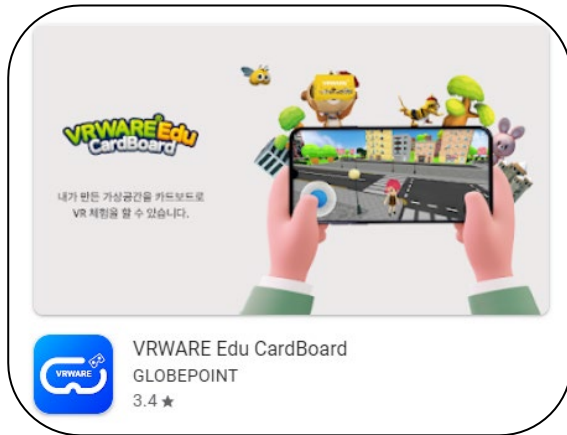 VRWARE Edu
CardBoard
내가 만든 가상공간을 카드보드로
VR 체험을 할 수 있습니다.
VRWARE
VRWARE Edu CardBoard
GLOBEPOINT
3.4 ★